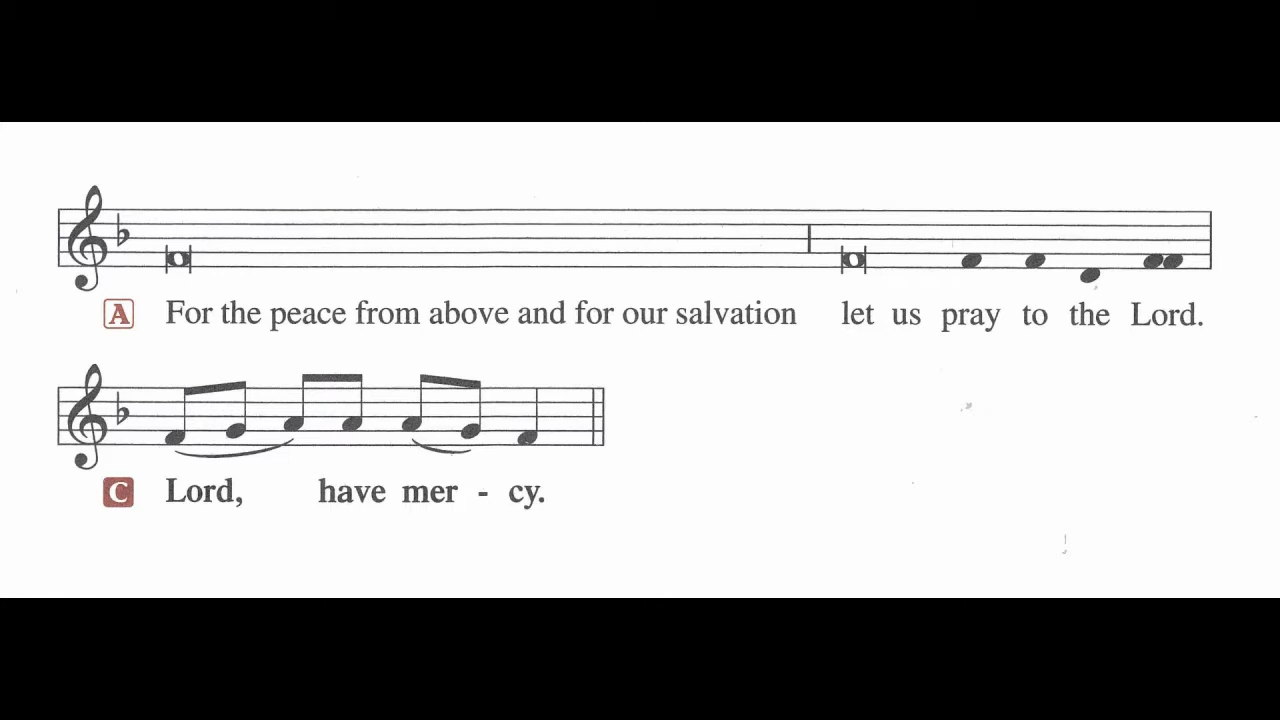 A For the peace from above and for our salvation let us pray to the Lord.
C Lord, have mer - cy.